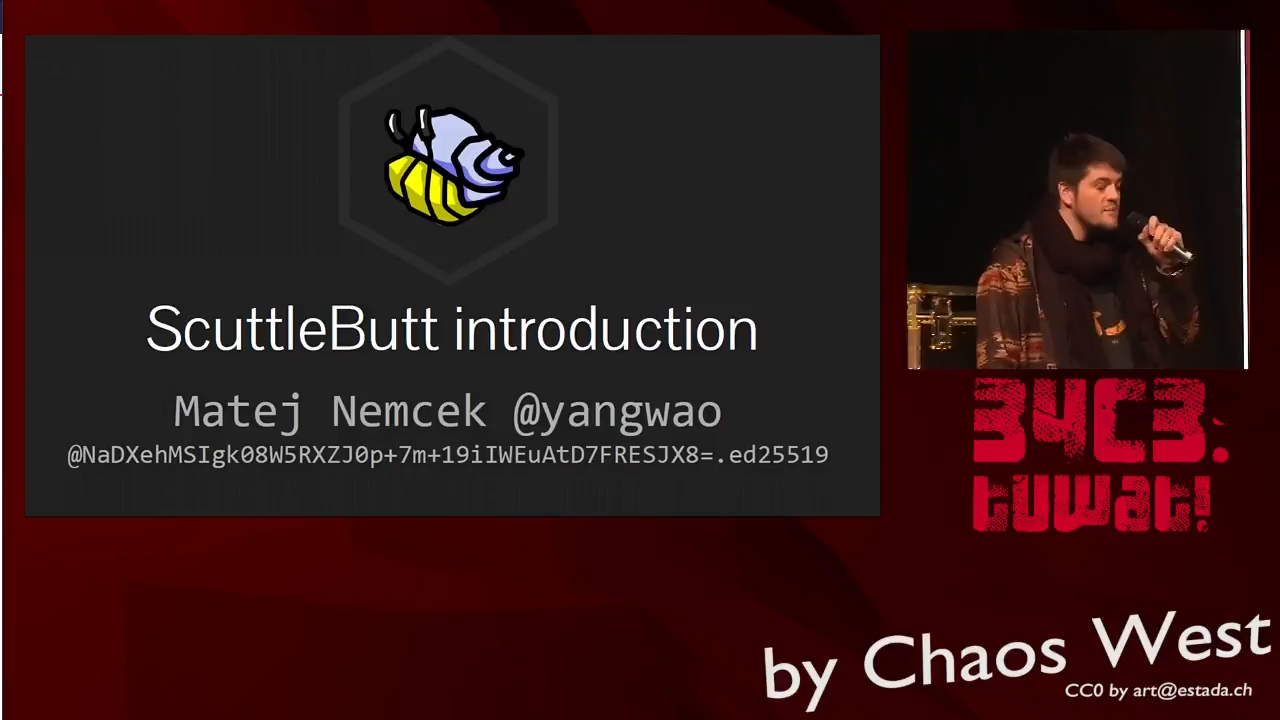 ScuttleButt introduction
Matej Nemcek @yangwao
@NaDXehMSIgk08W5RXZJ0p+7m+19iIWEuAtD7FRESJX8=.ed25519
34C3.
tuwat!
by Chaos West
CC0 by art@estada.ch